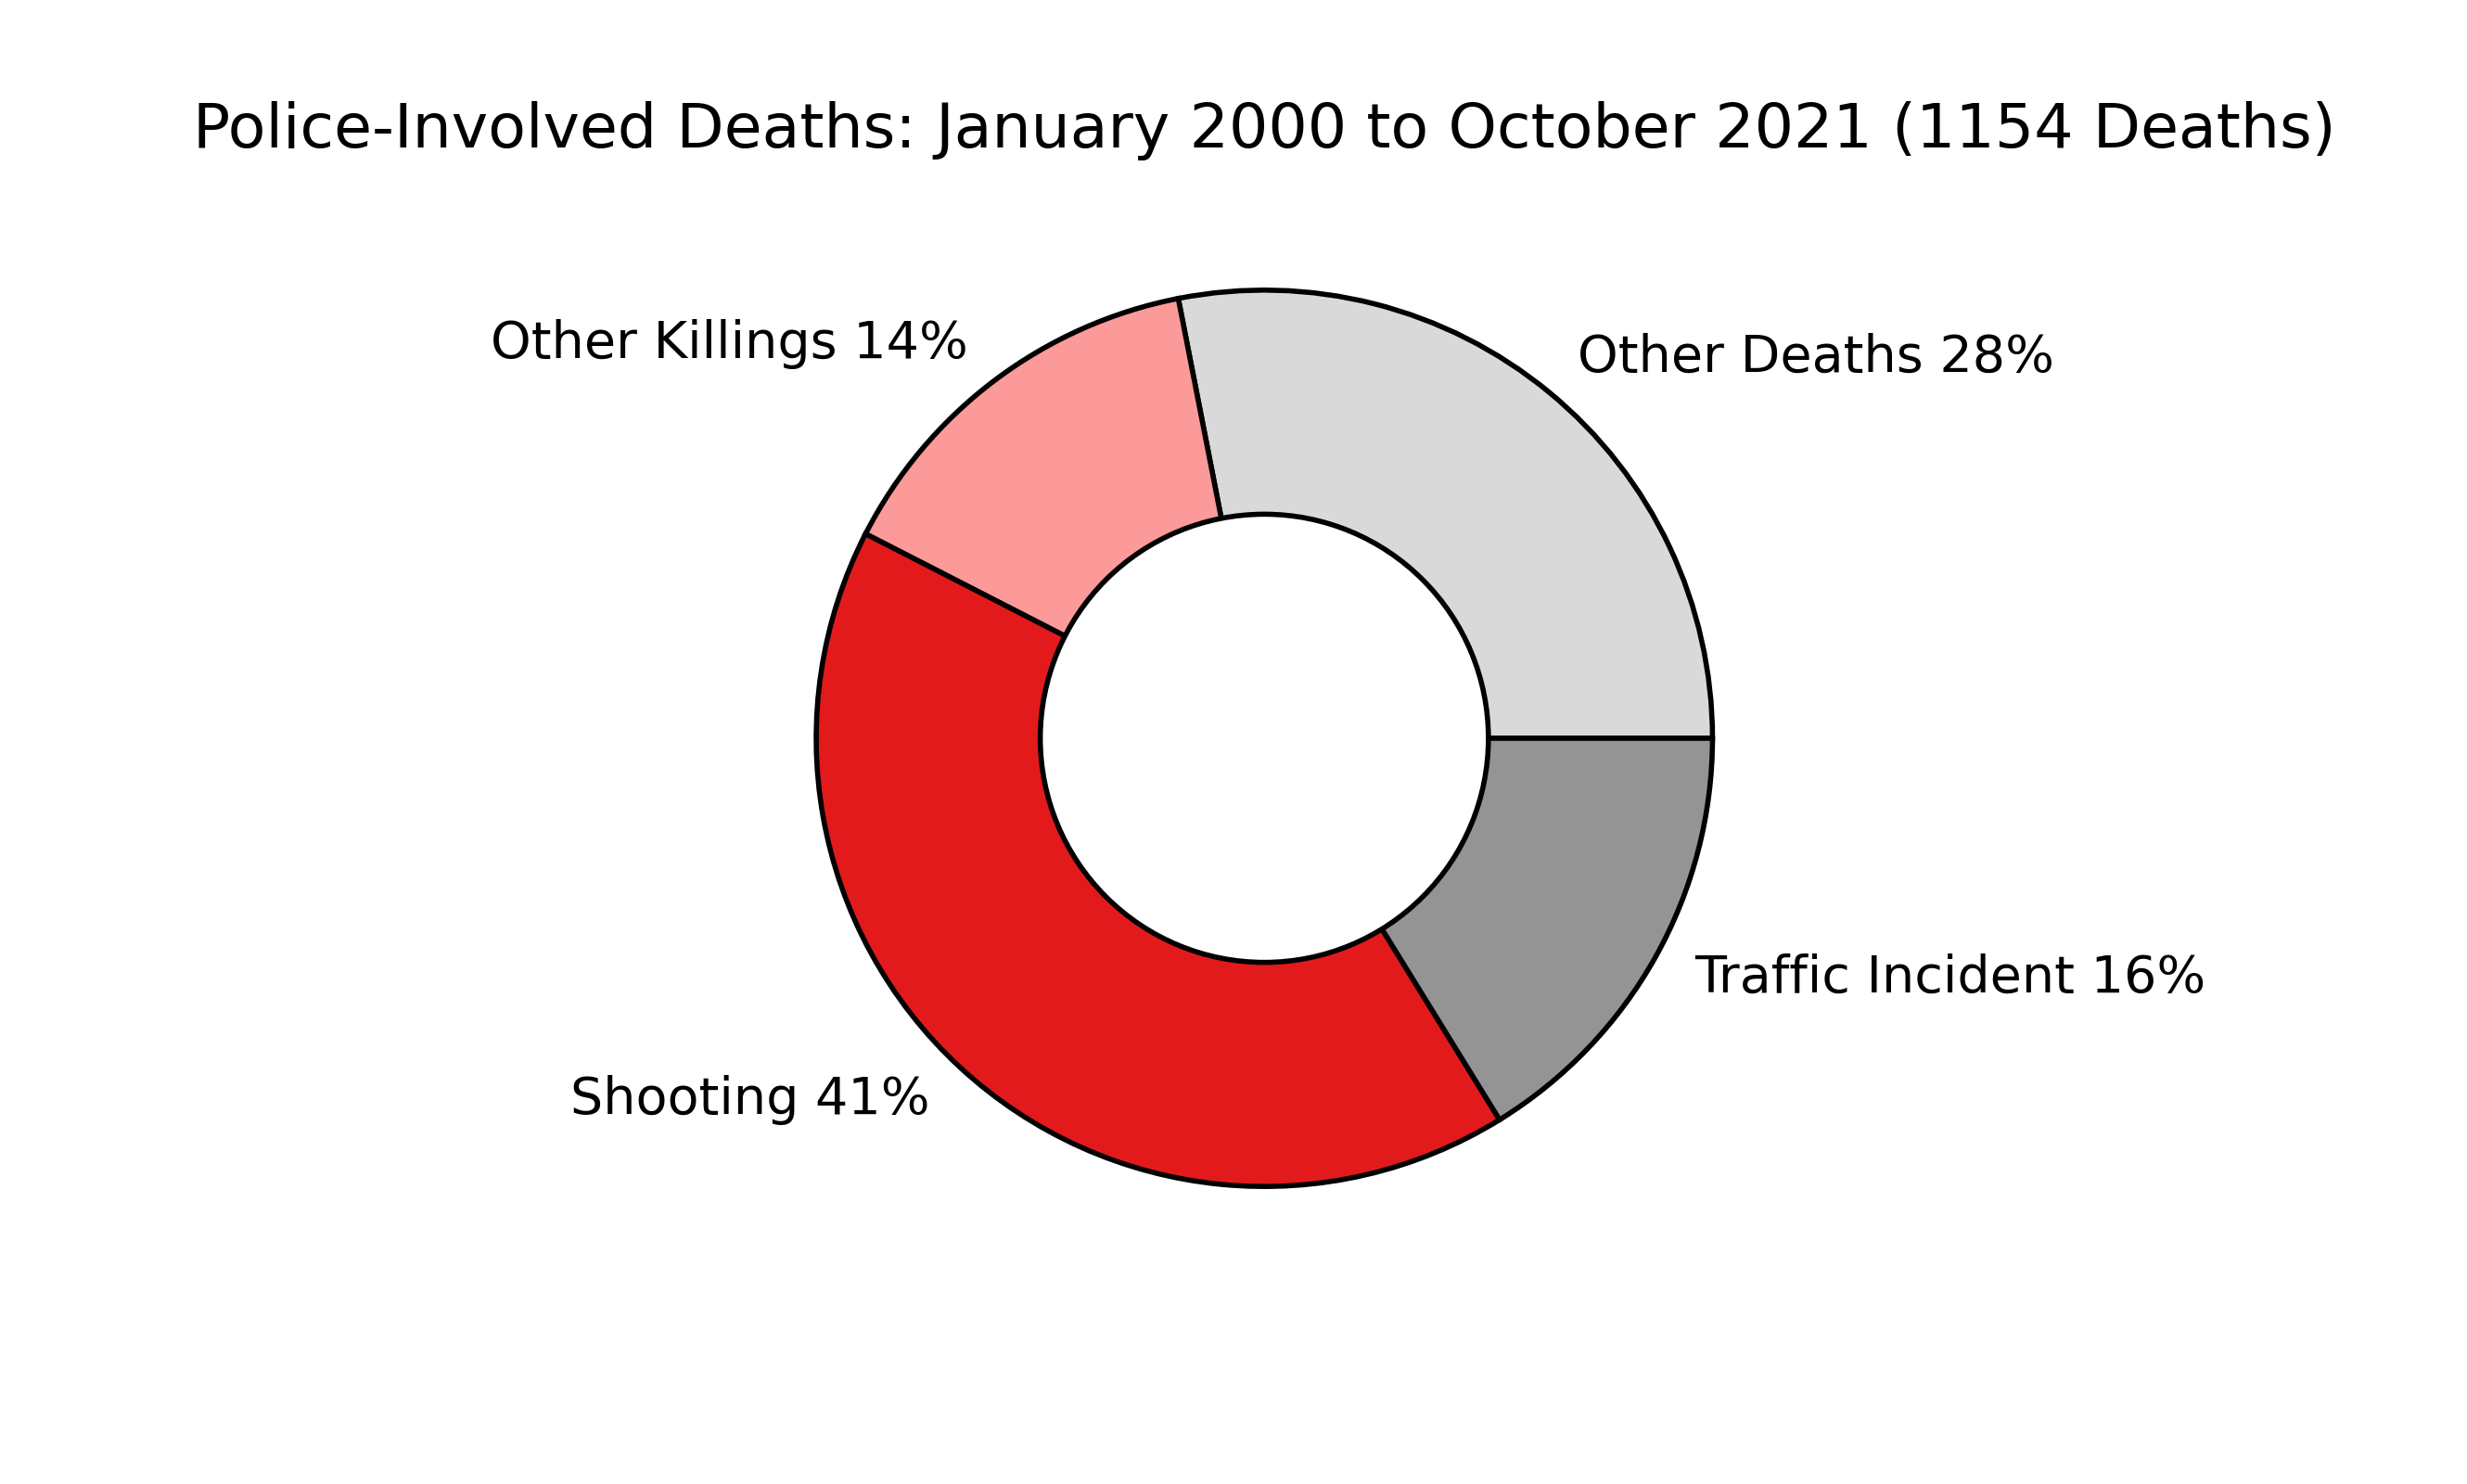 Police-Involved Deaths: January 2000 to October 2021 (1154 Deaths)
Other Killings 14%
Other Deaths 28%
Traffic Incident 16%
Shooting 41%